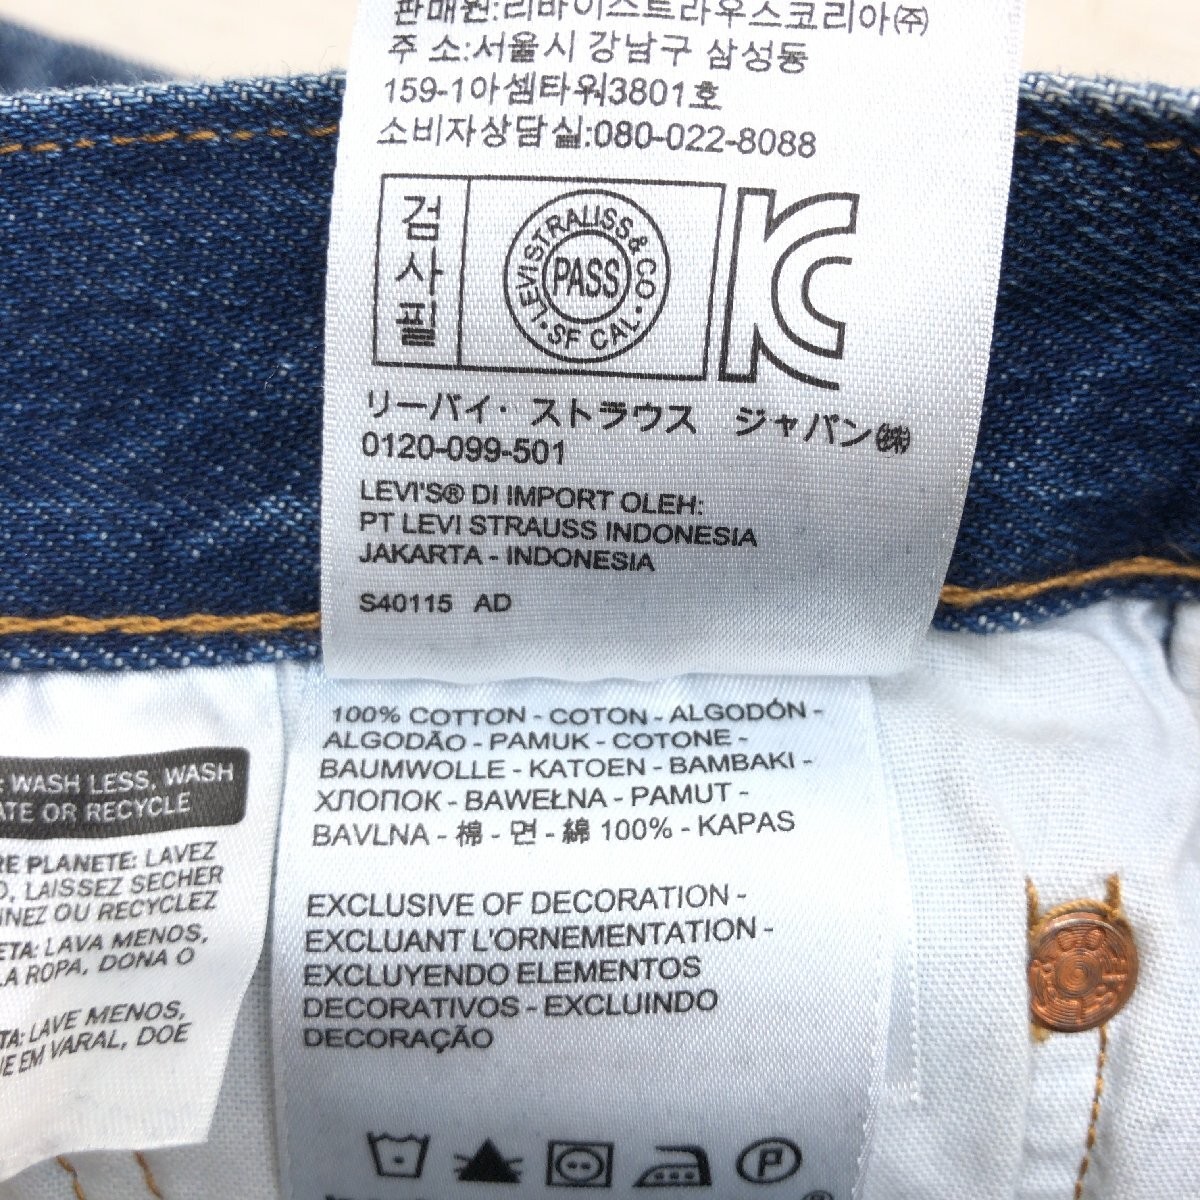 판매원:리바이스트라우스코리아㈜
주 소:서울시 강남구 삼성동
159-1아셈타워3801호
소비자상담실:080-022-8088
검
사
필
LEVI STRAUSS & CO
PASS
SF CAL
KC
リーバイ・ストラウス ジャパン㈱
0120-099-501
LEVI'S® DI IMPORT OLEH:
PT LEVI STRAUSS INDONESIA
JAKARTA - INDONESIA
S40115 AD
100% COTTON - COTON - ALGODÓN -
ALGODÃO - PAMUK - COTONE -
BAUMWOLLE - KATOEN - BAMBAKI -
ХЛОПОК - BAWEŁNA - PAMUT -
BAVLNA - 棉 - 면 - 綿 100% - KAPAS
EXCLUSIVE OF DECORATION -
EXCLUANT L'ORNEMENTATION -
EXCLUYENDO ELEMENTOS
DECORATIVOS - EXCLUINDO
DECORAÇÃO
P
WASH LESS, WASH
OR RECYCLE
PLANETE: LAVEZ
LAISSEZ SECHER
OU RECYCLEZ
LAVA MENOS,
LA ROPA, DONA O
LAVE MENOS,
EM VARAL, DOE